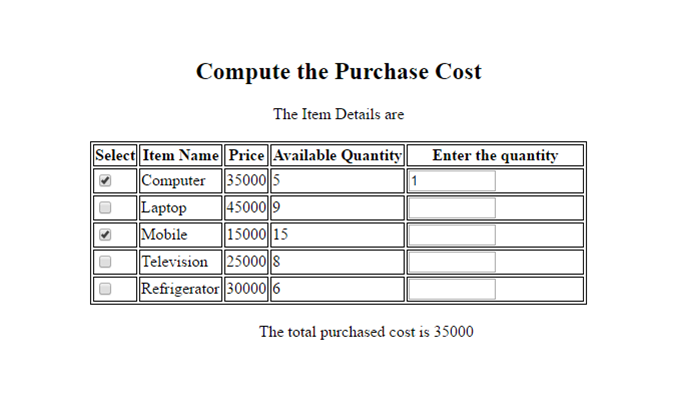 Compute the Purchase Cost
The Item Details are
Select Item Name Price Available Quantity Enter the quantity
Computer 35000 5 1
Laptop 45000 9
Mobile 15000 15
Television 25000 8
Refrigerator 30000 6
The total purchased cost is 35000